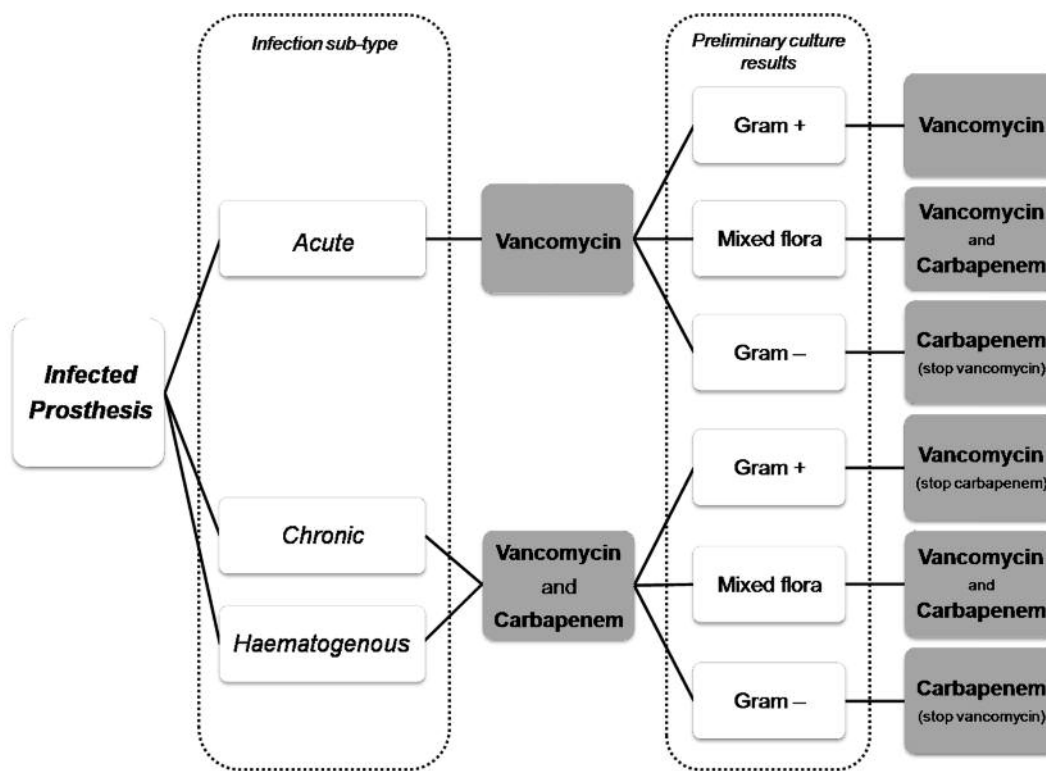 Infection sub-type
Preliminary culture
results
Gram +
Vancomycin
Acute
Vancomycin
Mixed flora
Vancomycin
and
Carbapenem
Gram –
Carbapenem
(stop vancomycin)
Infected
Prosthesis
Gram +
Vancomycin
(stop carbapenem)
Chronic
Haematogenous
Vancomycin
and
Carbapenem
Mixed flora
Vancomycin
and
Carbapenem
Gram –
Carbapenem
(stop vancomycin)